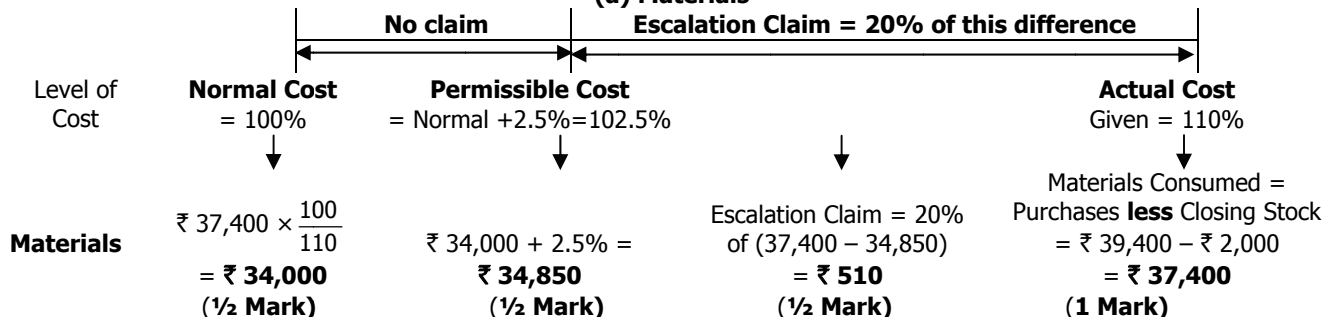 (a) Materials
No claim Escalation Claim = 20% of this difference
Level of Normal Cost Permissible Cost Actual Cost
Cost = 100% = Normal +2.5%=102.5% Given = 110%
Materials Consumed =
₹ 37,400 × 100/110 Escalation Claim = 20% Purchases less Closing Stock
Materials ₹ 34,000 + 2.5% = of (37,400 – 34,850) = ₹ 39,400 – ₹ 2,000
= ₹ 34,000 ₹ 34,850 = ₹ 510 = ₹ 37,400
(½ Mark) (½ Mark) (½ Mark) (1 Mark)